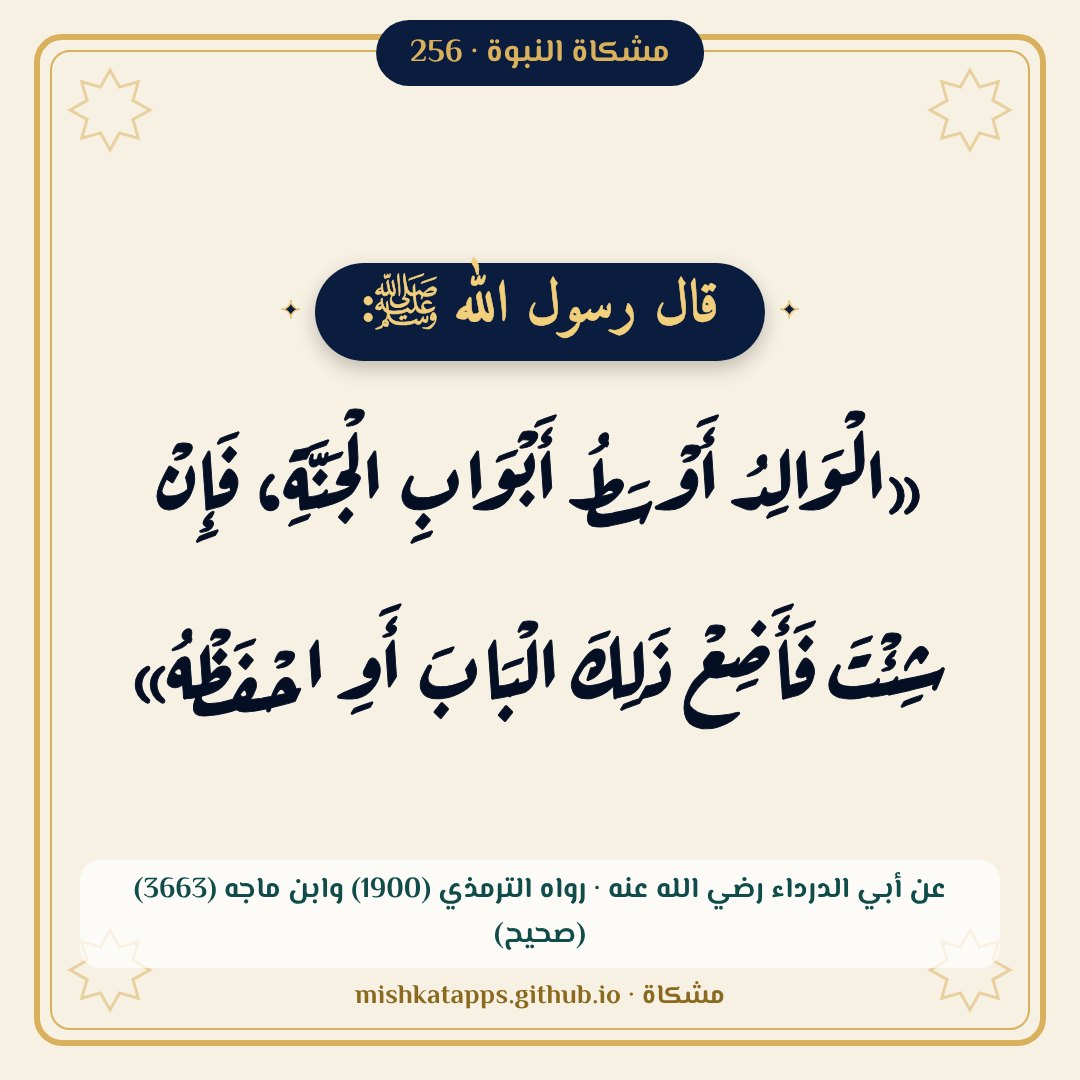 مشكاة النبوة · 256
قال رسول الله ﷺ:
«الْوَالِدُ أَوْسَطُ أَبْوَابِ الْجَنَّةِ، فَإِنْ
شِئْتَ فَأَضِعْ ذَلِكَ الْبَابَ أَوِ احْفَظْهُ»
عن أبي الدرداء رضي الله عنه · رواه الترمذي (1900) وابن ماجه (3663)
(صحيح)
مشكاة · mishkatapps.github.io